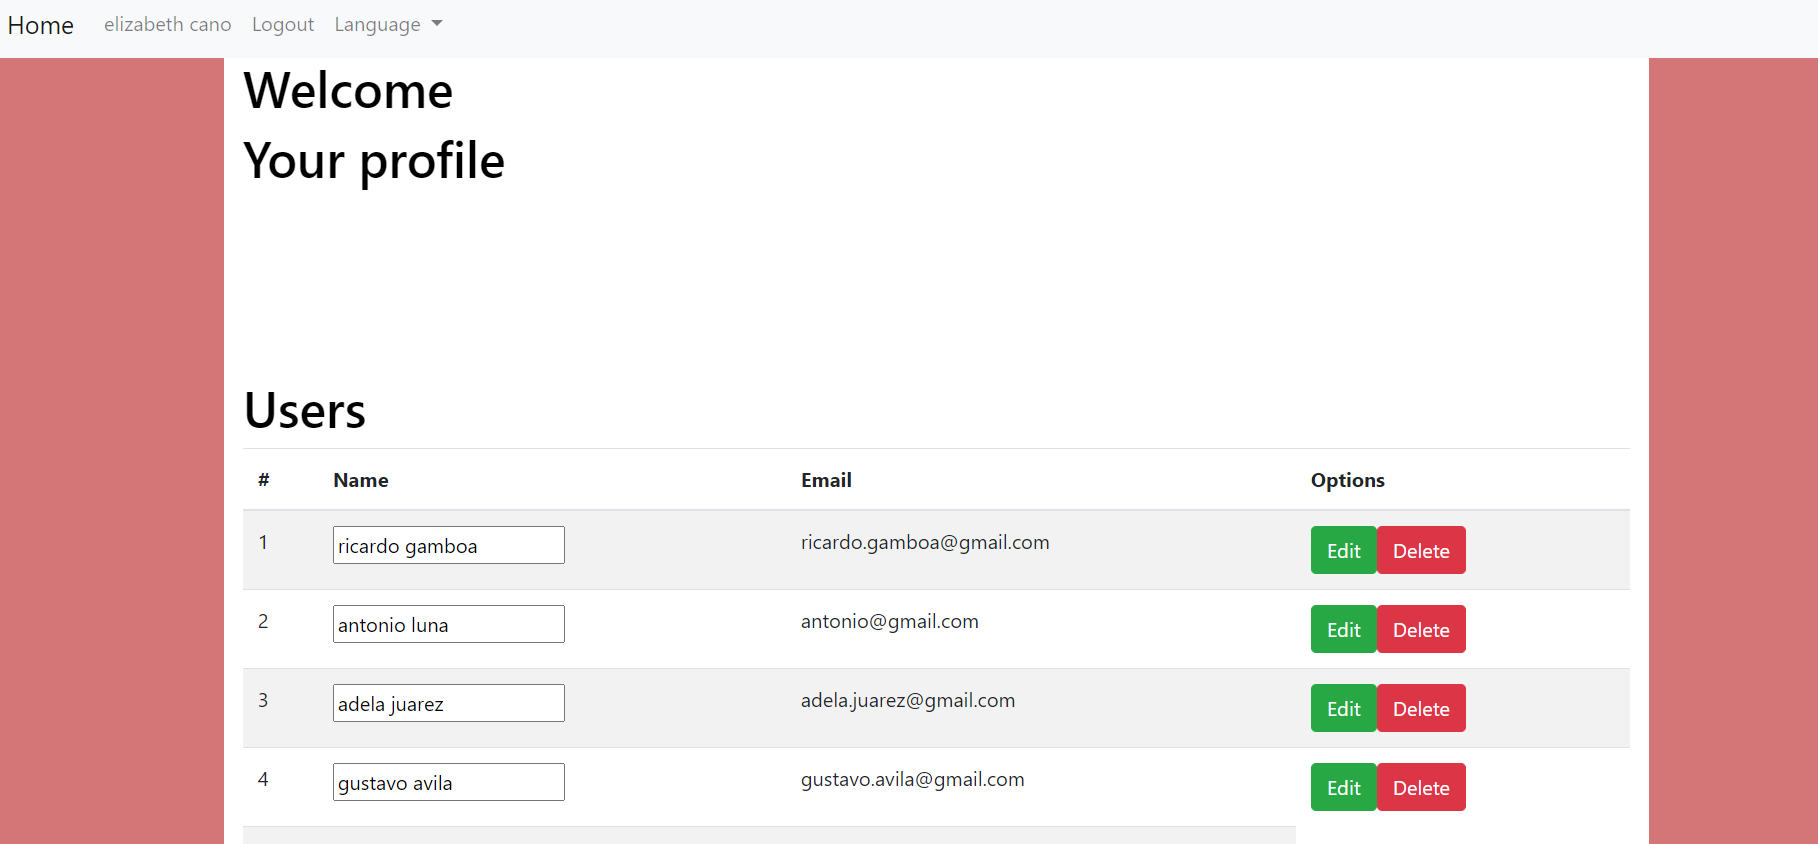 Home elizabeth cano Logout Language
Welcome
Your profile
Users
# Name Email Options
1 ricardo gamboa ricardo.gamboa@gmail.com Edit Delete
2 antonio luna antonio@gmail.com Edit Delete
3 adela juarez adela.juarez@gmail.com Edit Delete
4 gustavo avila gustavo.avila@gmail.com Edit Delete